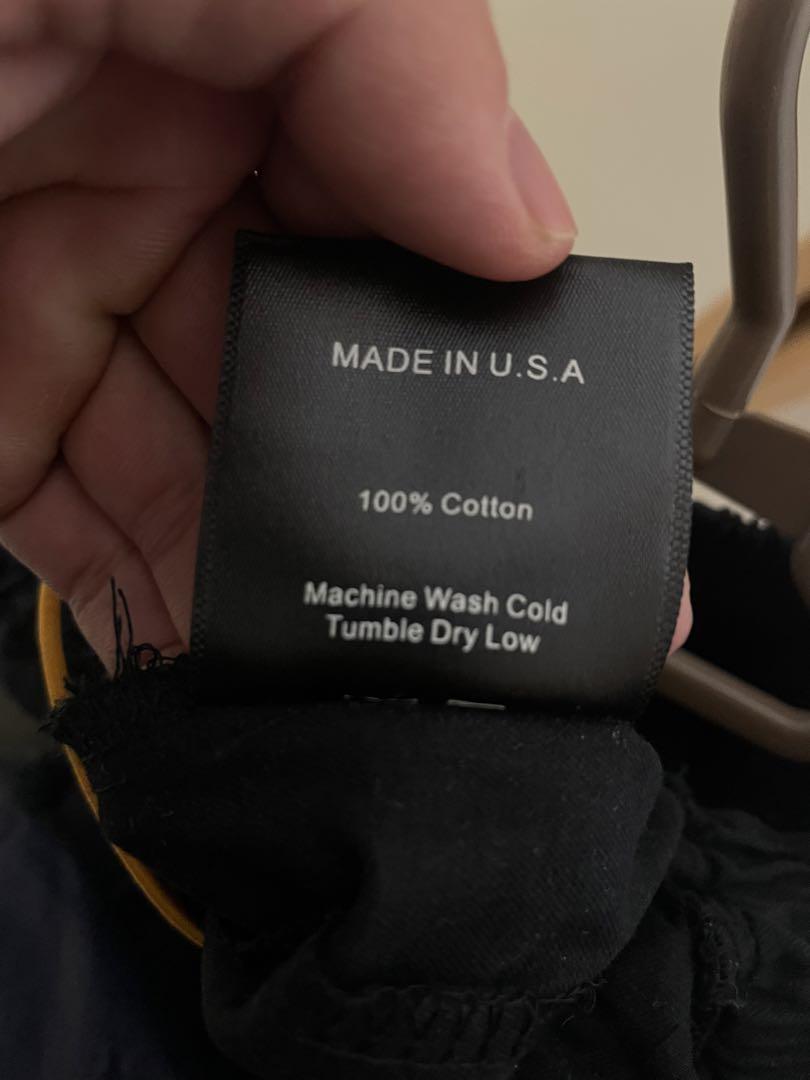 MADE IN U.S.A
100% Cotton
Machine Wash Cold
Tumble Dry Low